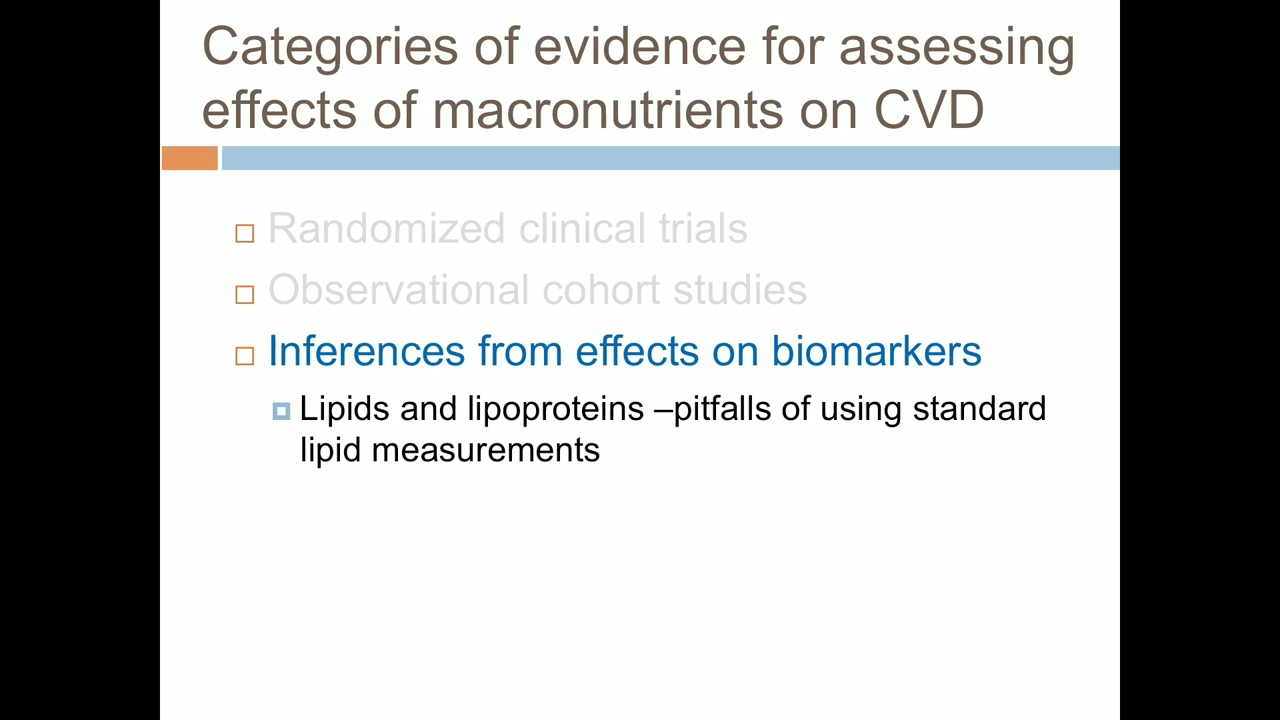 Categories of evidence for assessing
effects of macronutrients on CVD
Randomized clinical trials
Observational cohort studies
Inferences from effects on biomarkers
Lipids and lipoproteins –pitfalls of using standard
lipid measurements